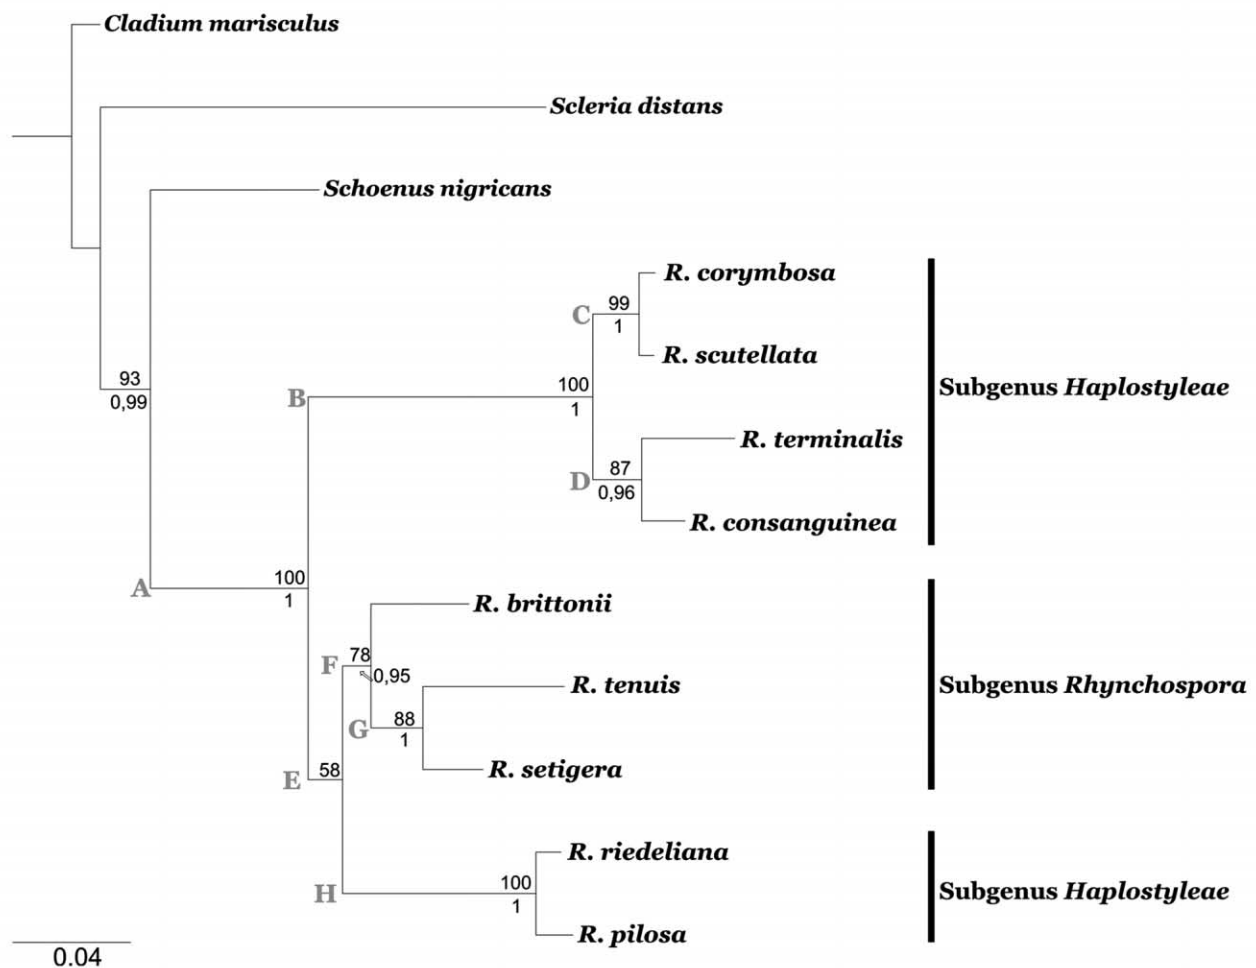 Cladium marisculus
Scleria distans
Schoenus nigricans
R. corymbosa
C 99
1
R. scutellata
93
0,99
B 100
1
Subgenus Haplostyleae
R. terminalis
D 87
0,96
R. consanguinea
A 100
1
R. brittonii
F 78
0,95
R. tenuis
Subgenus Rhynchospora
G 88
1
R. setigera
E 58
R. riedeliana
H 100
1
Subgenus Haplostyleae
R. pilosa
0.04